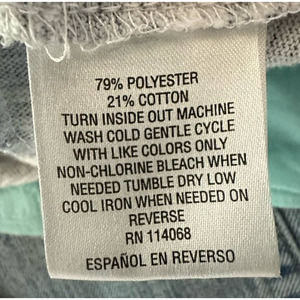 79% POLYESTER
21% COTTON
TURN INSIDE OUT MACHINE
WASH COLD GENTLE CYCLE
WITH LIKE COLORS ONLY
NON-CHLORINE BLEACH WHEN
NEEDED TUMBLE DRY LOW
COOL IRON WHEN NEEDED ON
REVERSE
RN 114068
ESPAÑOL EN REVERSO